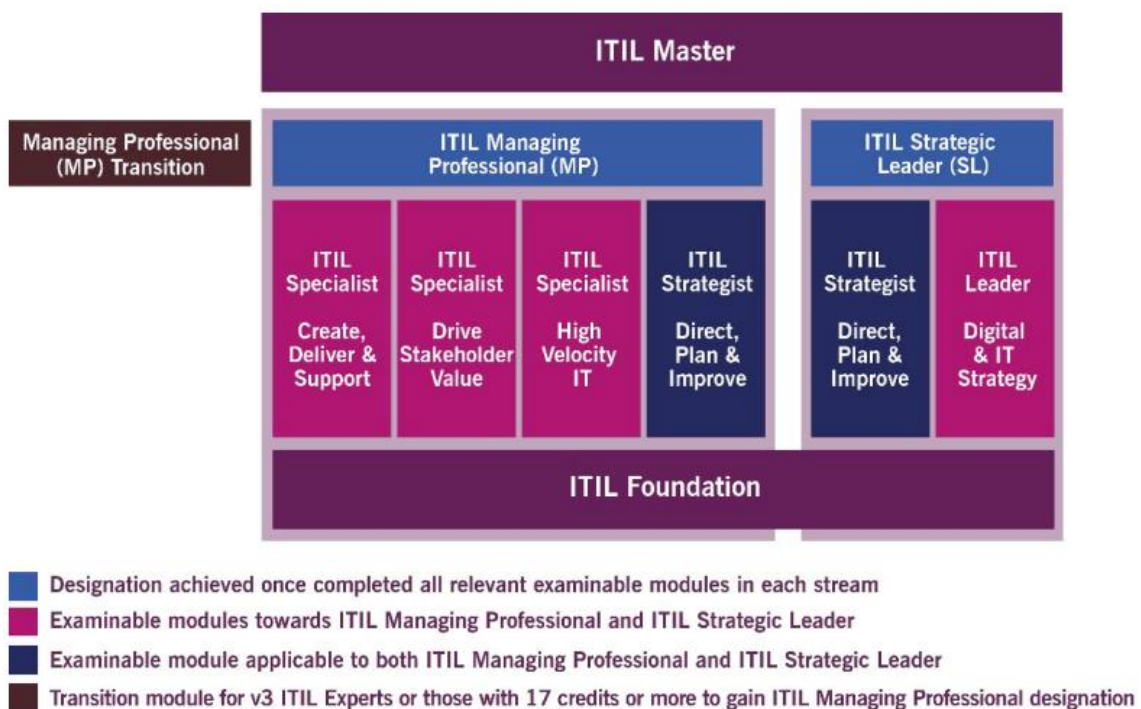 ITIL Master
Managing Professional
(MP) Transition
ITIL Managing
Professional (MP)
ITIL Strategic
Leader (SL)
ITIL
Specialist
Create,
Deliver &
Support
ITIL
Specialist
Drive
Stakeholder
Value
ITIL
Specialist
High
Velocity
IT
ITIL
Strategist
Direct,
Plan &
Improve
ITIL
Strategist
Direct,
Plan &
Improve
ITIL
Leader
Digital
& IT
Strategy
ITIL Foundation
Designation achieved once completed all relevant examinable modules in each stream
Examinable modules towards ITIL Managing Professional and ITIL Strategic Leader
Examinable module applicable to both ITIL Managing Professional and ITIL Strategic Leader
Transition module for v3 ITIL Experts or those with 17 credits or more to gain ITIL Managing Professional designation